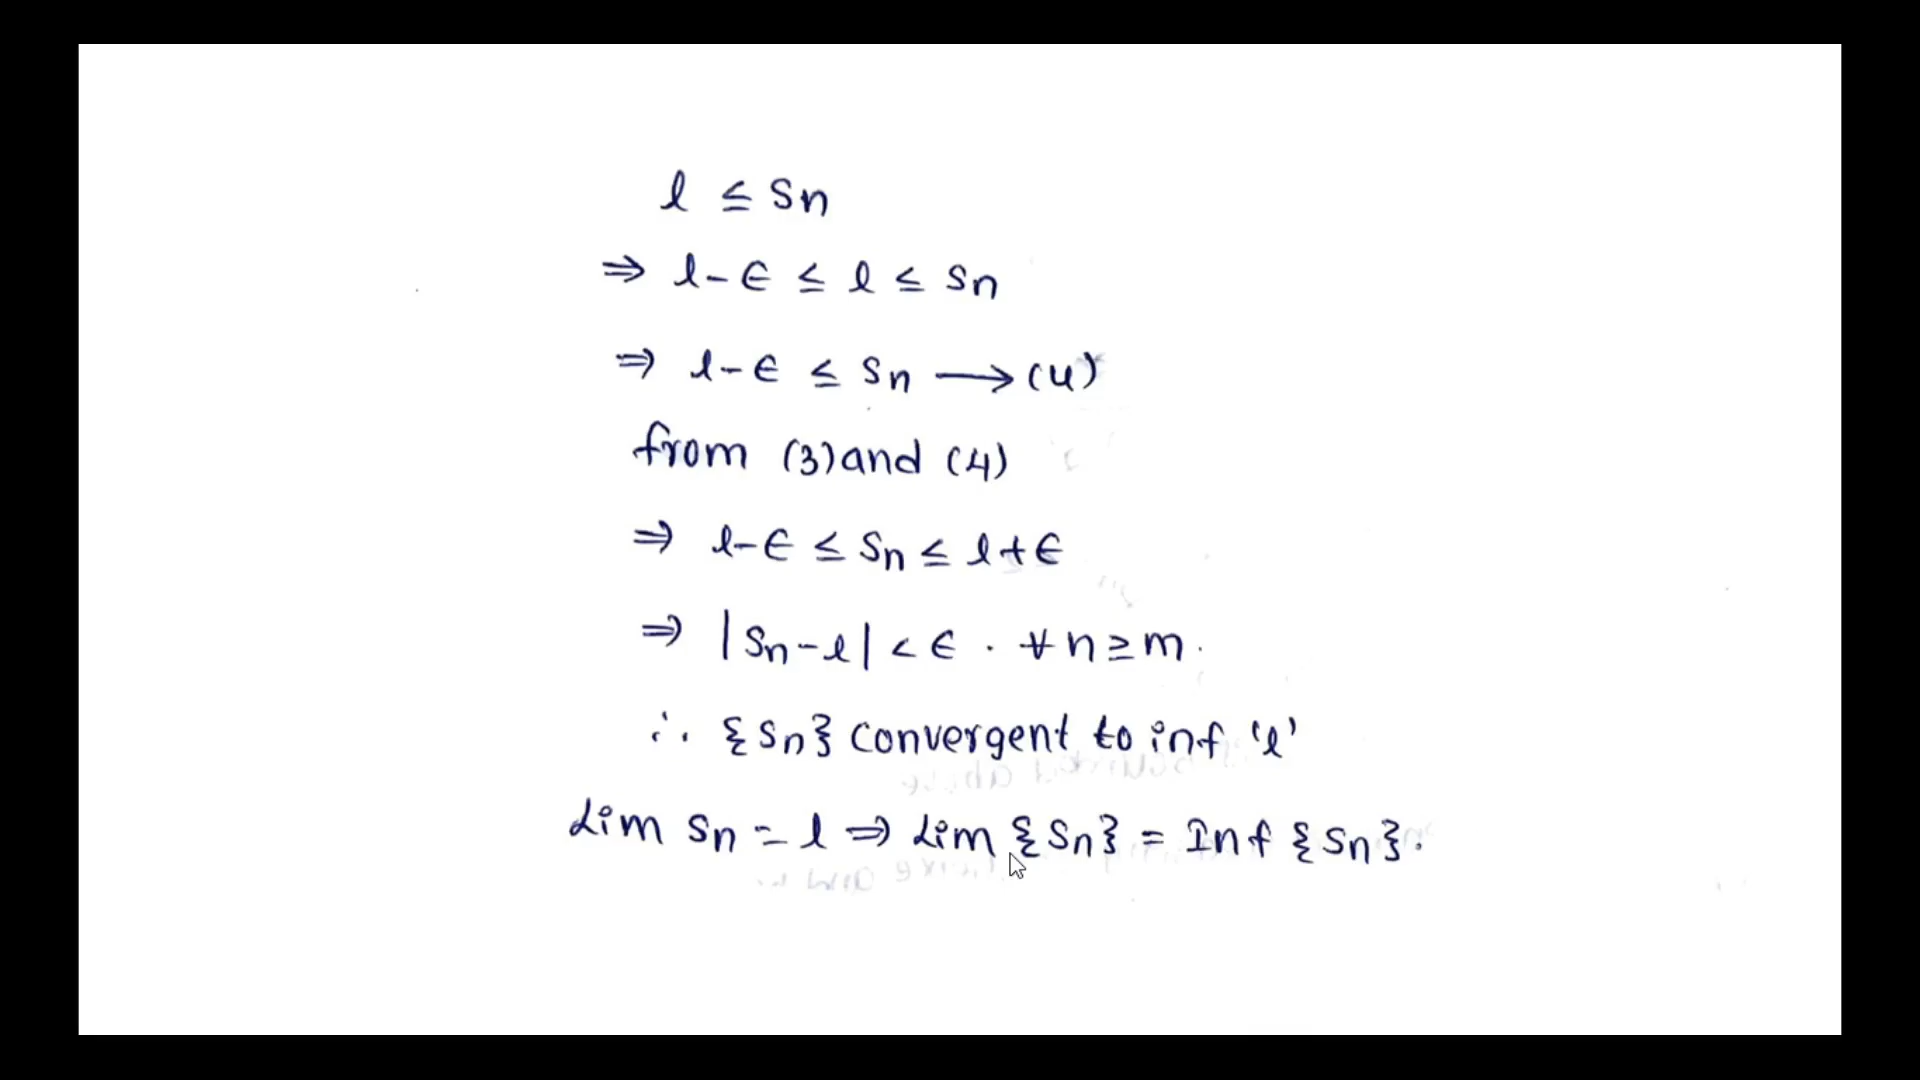 l ≤ Sn
⇒ l-ϵ ≤ l ≤ Sn
⇒ l-ϵ ≤ Sn ⟶ (4)
from (3) and (4)
⇒ l-ϵ ≤ Sn ≤ l+ϵ
⇒ |Sn-l| < ϵ . ∀ n ≥ m.
∴ {Sn} convergent to inf 'l'
Lim Sn = l ⇒ Lim {Sn} = Inf {Sn}.